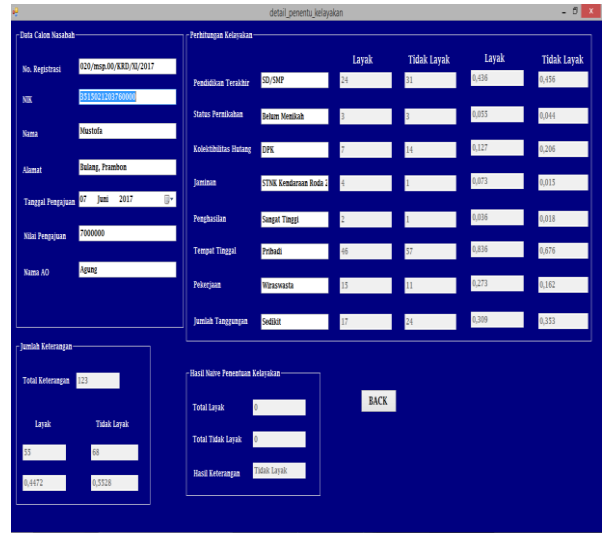 detail_penentu_kelayakan
Data Calon Nasabah
No. Registrasi 020/msp.00/KRD/XI/2017
NIK 3515021203760000
Nama Mustofa
Alamat Bulang, Prambon
Tanggal Pengajuan 07 Juni 2017
Nilai Pengajuan 7000000
Nama AO Agung
Perhitungan Kelayakan
Layak Tidak Layak Layak Tidak Layak
Pendidikan Terakhir SD/SMP 24 31 0,436 0,456
Status Pernikahan Belum Menikah 3 3 0,055 0,044
Kolektibilitas Hutang DPK 7 14 0,127 0,206
Jaminan STNK Kendaraan Roda 2 4 1 0,073 0,015
Penghasilan Sangat Tinggi 2 1 0,036 0,018
Tempat Tinggal Pribadi 46 57 0,836 0,676
Pekerjaan Wiraswasta 15 11 0,273 0,162
Jumlah Tanggungan Sedikit 17 24 0,309 0,353
Jumlah Keterangan
Total Keterangan 123
Layak Tidak Layak
55 68
0,4472 0,5528
Hasil Naive Penentuan Kelayakan
Total Layak 0
Total Tidak Layak 0
Hasil Keterangan Tidak Layak
BACK